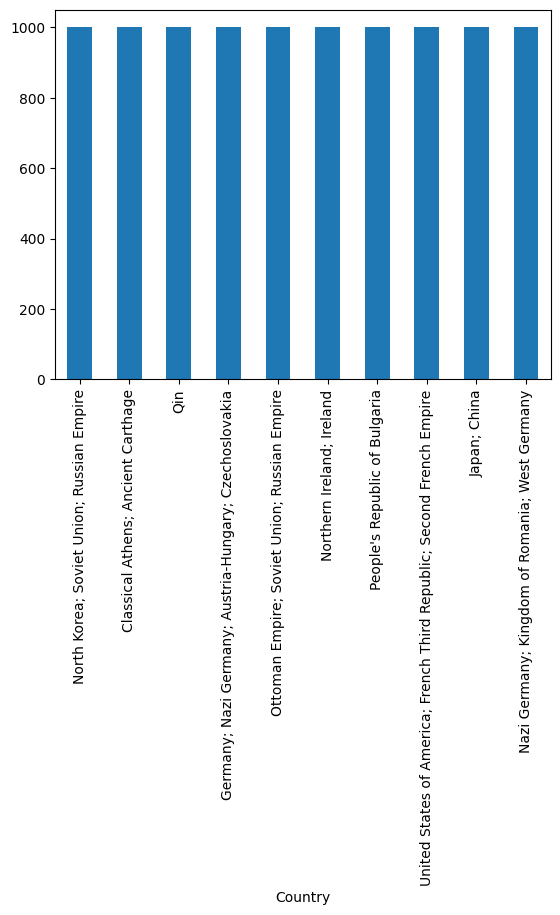 1000
800
600
400
200
0
North Korea; Soviet Union; Russian Empire
Classical Athens; Ancient Carthage
Qin
Germany; Nazi Germany; Austria-Hungary; Czechoslovakia
Ottoman Empire; Soviet Union; Russian Empire
Northern Ireland; Ireland
People's Republic of Bulgaria
United States of America; French Third Republic; Second French Empire
Japan; China
Nazi Germany; Kingdom of Romania; West Germany
Country